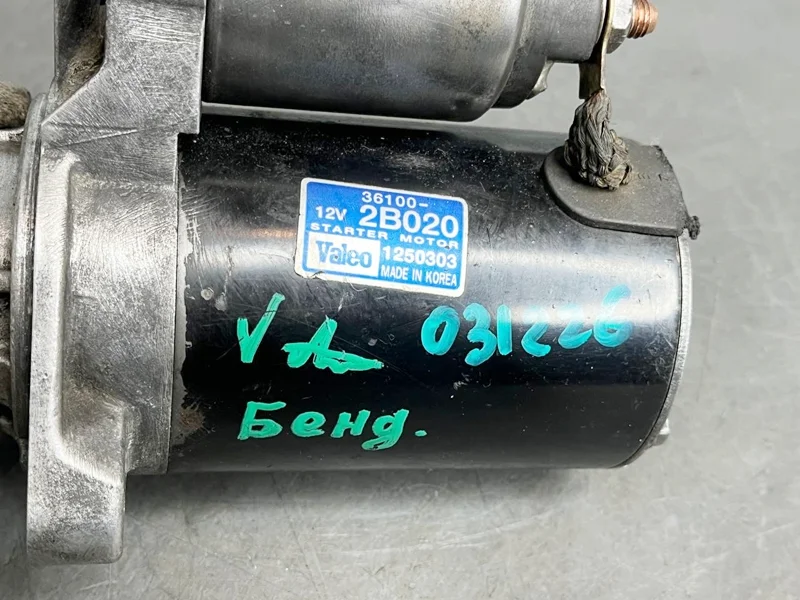 36100-
12V 2B020
STARTER MOTOR
Valeo 1250303
MADE IN KOREA
V 031226
Бенд.